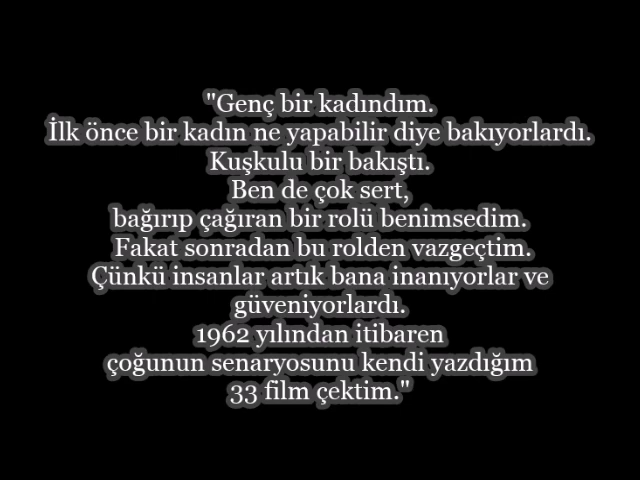 "Genç bir kadındım.
İlk önce bir kadın ne yapabilir diye bakıyorlardı.
Kuşkulu bir bakıştı.
Ben de çok sert,
bağırıp çağıran bir rolü benimsedim.
Fakat sonradan bu rolden vazgeçtim.
Çünkü insanlar artık bana inanıyorlar ve
güveniyorlardı.
1962 yılından itibaren
çoğunun senaryosunu kendi yazdığım
33 film çektim."